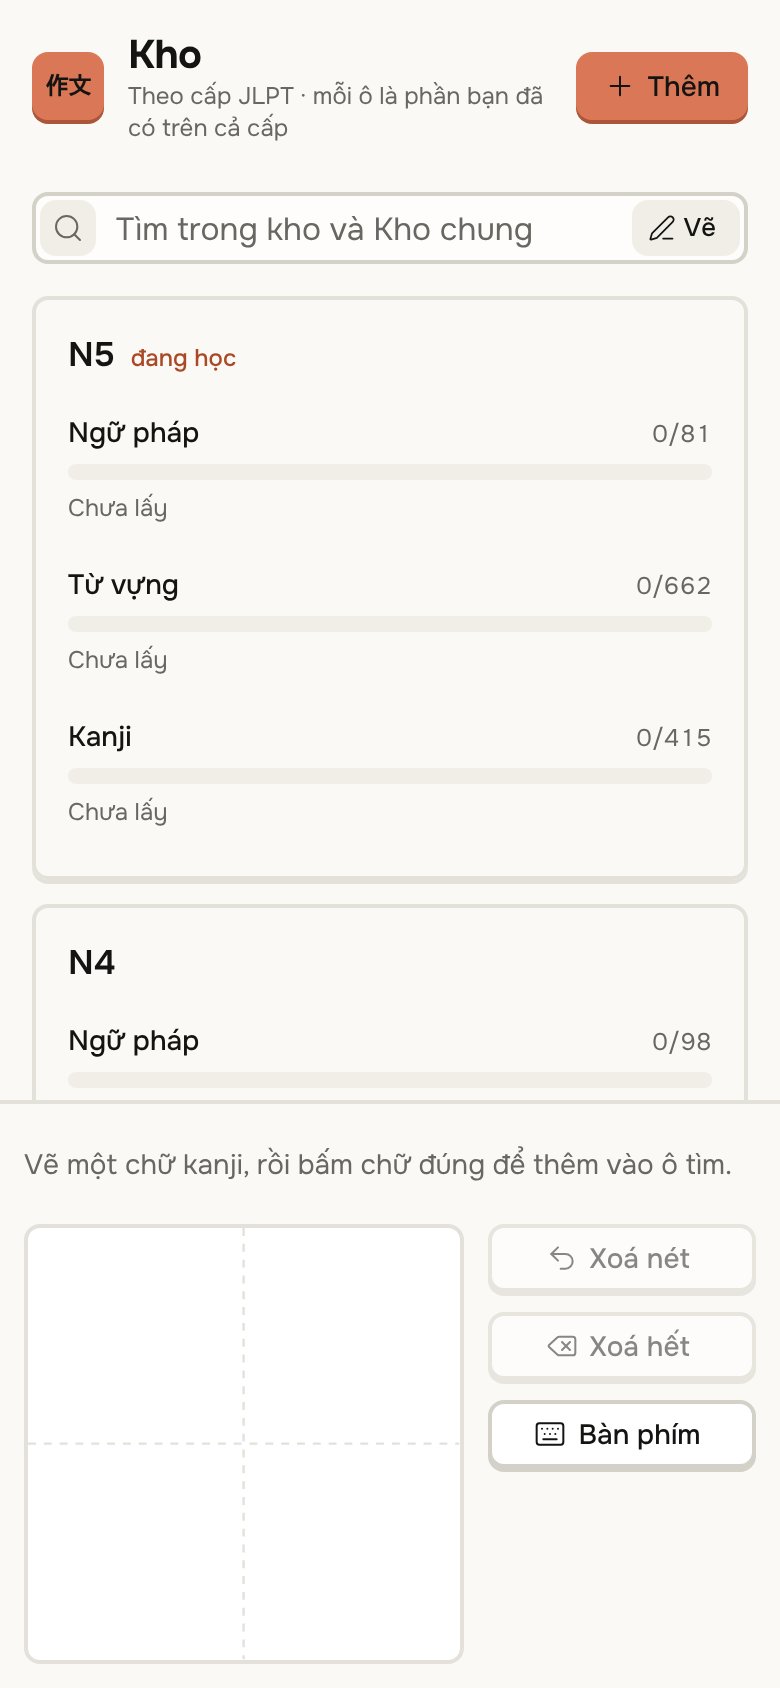 作文
Kho
Theo cấp JLPT · mỗi ô là phần bạn đã
có trên cả cấp
Thêm
Tìm trong kho và Kho chung
Vẽ
N5 đang học
Ngữ pháp 0/81
Chưa lấy
Từ vựng 0/662
Chưa lấy
Kanji 0/415
Chưa lấy
N4
Ngữ pháp 0/98
Vẽ một chữ kanji, rồi bấm chữ đúng để thêm vào ô tìm.
Xoá nét
Xoá hết
Bàn phím